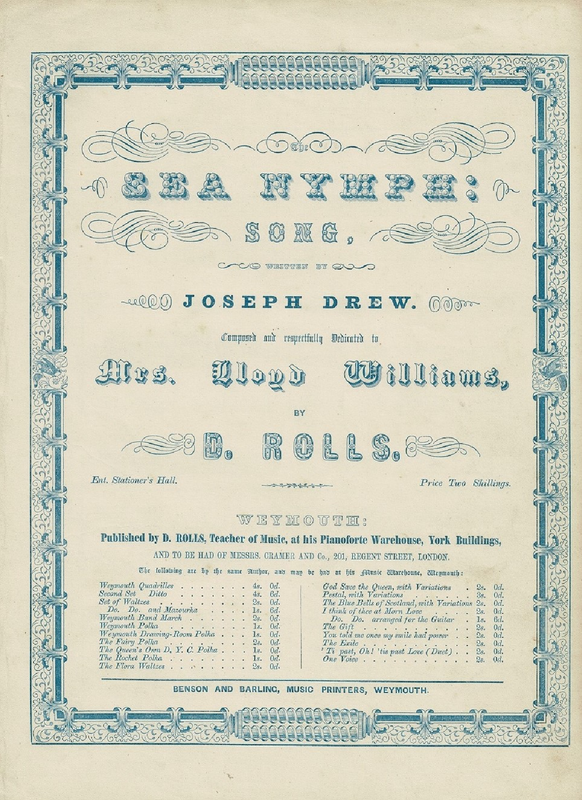 The
SEA NYMPH:
SONG,
WRITTEN BY
JOSEPH DREW.
Composed and respectfully Dedicated to
Mrs. Lloyd Williams,
BY
D. ROLLS.
Ent. Stationer's Hall.
Price Two Shillings.
WEYMOUTH:
Published by D. ROLLS, Teacher of Music, at his Pianoforte Warehouse, York Buildings,
AND TO BE HAD OF MESSRS. CRAMER AND Co., 201, REGENT STREET, LONDON.
The following are by the same Author, and may be had at his Music Warehouse, Weymouth:
Weymouth Quadrilles . . . . . . . 4s. 0d.
Second Set Ditto . . . . . . . 4s. 0d.
Set of Waltzes . . . . . . . 2s. 0d.
Do. Do. and Mazourka . . . . 1s. 6d.
Weymouth Band March . . . . . . 2s. 0d.
Weymouth Polka . . . . . . . 1s. 0d.
Weymouth Drawing-Room Polka . . . 1s. 0d.
The Fairy Polka . . . . . . . 2s. 0d.
The Queen's Own D. Y. C. Polka . . . 1s. 0d.
The Rocket Polka . . . . . . . 1s. 0d.
The Flora Waltzes . . . . . . . 2s. 0d.
God Save the Queen, with Variations . . 2s. 0d.
Pestal, with Variations . . . . . 3s. 0d.
The Blue Bells of Scotland, with Variations 2s. 0d.
I think of thee at Morn Love . . . . 2s. 0d.
Do. Do. arranged for the Guitar . 1s. 0d.
The Gift . . . . . . . 2s. 0d.
You told me once my smile had power . 2s. 0d.
The Exile . . . . . . . 2s. 0d.
'Tis past, Oh! 'tis past Love (Duet) . . 2s. 0d.
One Voice . . . . . . . 2s. 0d.
BENSON AND BARLING, MUSIC PRINTERS, WEYMOUTH.